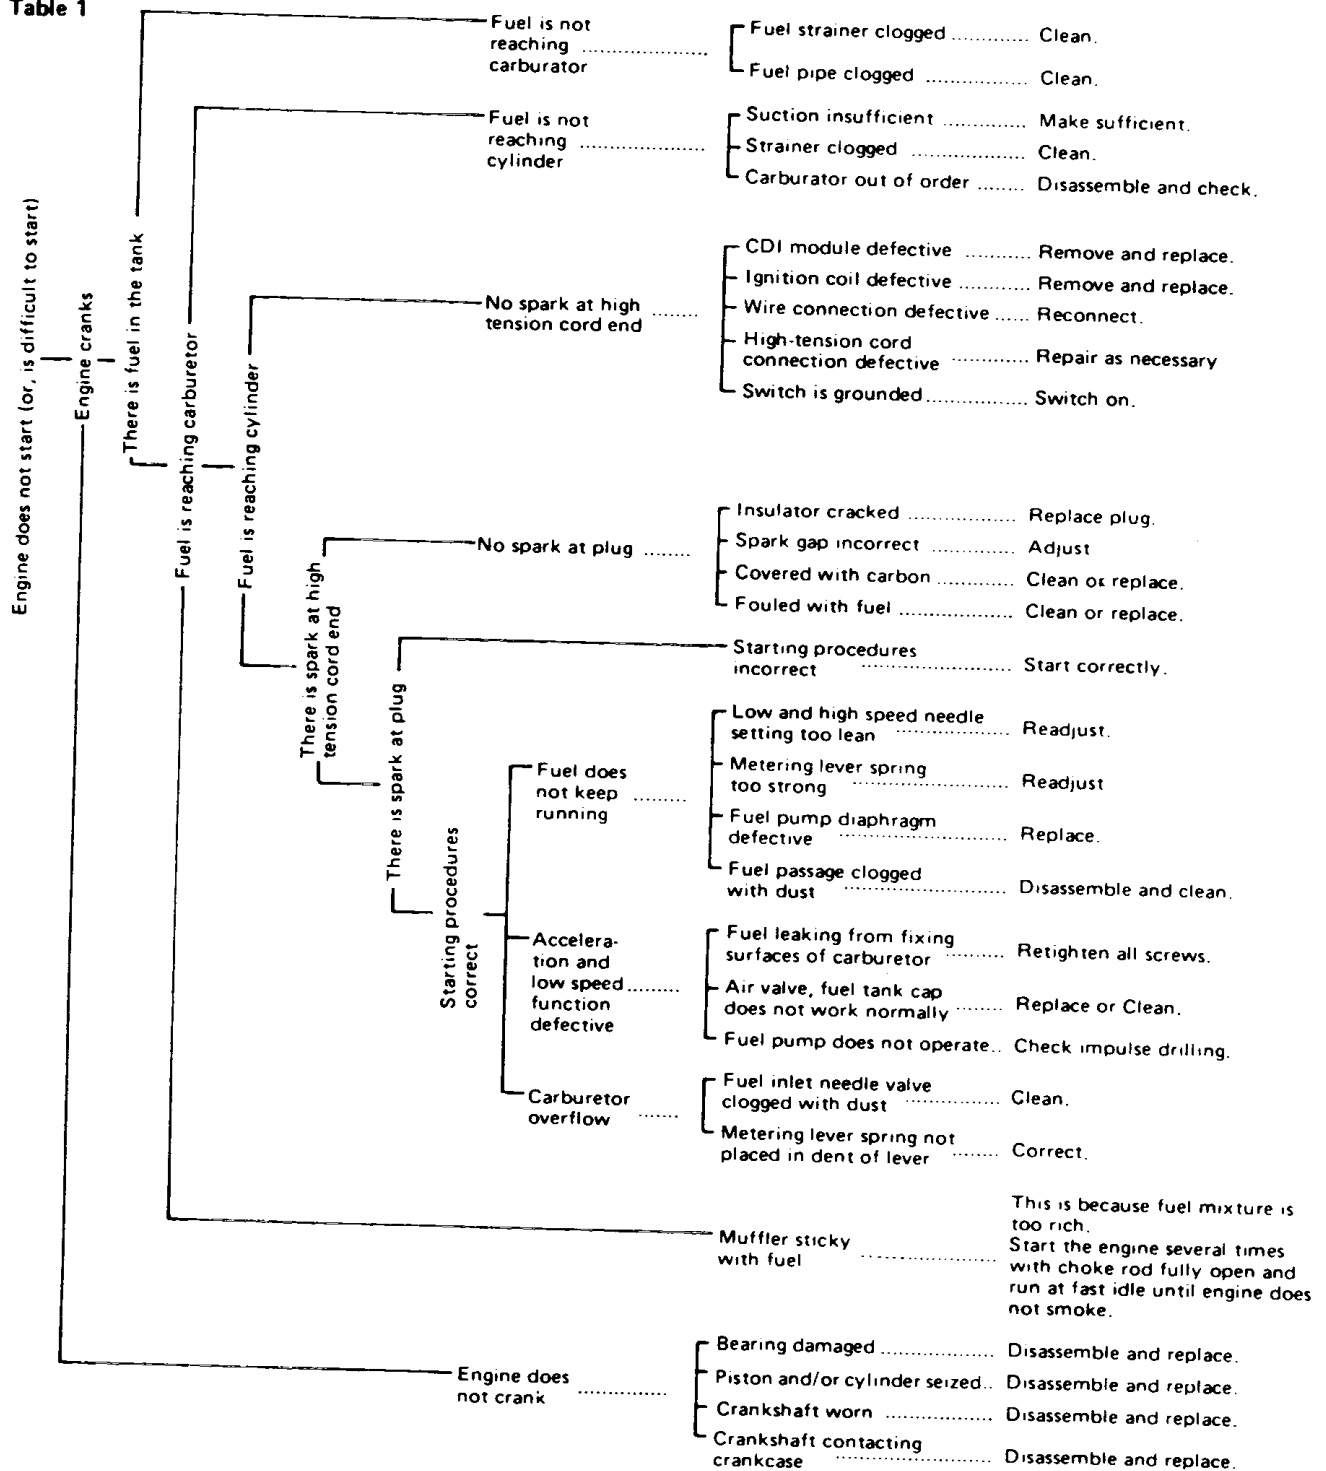 Table 1
Engine does not start (or, is difficult to start)
Engine cranks
There is fuel in the tank
Fuel is reaching carburetor
Fuel is reaching cylinder
There is spark at high
tension cord end
There is spark at plug
Starting procedures
correct
Fuel is not
reaching ..................
carburator
Fuel strainer clogged ............ Clean.
Fuel pipe clogged ............... Clean.
Fuel is not
reaching ..................
cylinder
Suction insufficient ............. Make sufficient.
Strainer clogged .................. Clean.
Carburator out of order ........ Disassemble and check.
No spark at high
tension cord end .......
CDI module defective ........... Remove and replace.
Ignition coil defective ........... Remove and replace.
Wire connection defective ...... Reconnect.
High-tension cord
connection defective ............. Repair as necessary
Switch is grounded ................ Switch on.
No spark at plug .......
Insulator cracked ................. Replace plug.
Spark gap incorrect ............. Adjust
Covered with carbon ............. Clean or replace.
Fouled with fuel ................... Clean or replace.
Starting procedures
incorrect ........................ Start correctly.
Fuel does
not keep ........
running
Low and high speed needle
setting too lean .................. Readjust.
Metering lever spring
too strong ......................... Readjust
Fuel pump diaphragm
defective ........................... Replace.
Fuel passage clogged
with dust .......................... Disassemble and clean.
Accelera-
tion and
low speed .........
function
defective
Fuel leaking from fixing
surfaces of carburetor ......... Retighten all screws.
Air valve, fuel tank cap
does not work normally ....... Replace or Clean.
Fuel pump does not operate.. Check impulse drilling.
Carburetor
overflow ......
Fuel inlet needle valve
clogged with dust ............... Clean.
Metering lever spring not
placed in dent of lever ........ Correct.
Muffler sticky
with fuel ......................
This is because fuel mixture is
too rich.
Start the engine several times
with choke rod fully open and
run at fast idle until engine does
not smoke.
Engine does
not crank ..............
Bearing damaged ................... Disassemble and replace.
Piston and/or cylinder seized.. Disassemble and replace.
Crankshaft worn .................. Disassemble and replace.
Crankshaft contacting
crankcase ......................... Disassemble and replace.